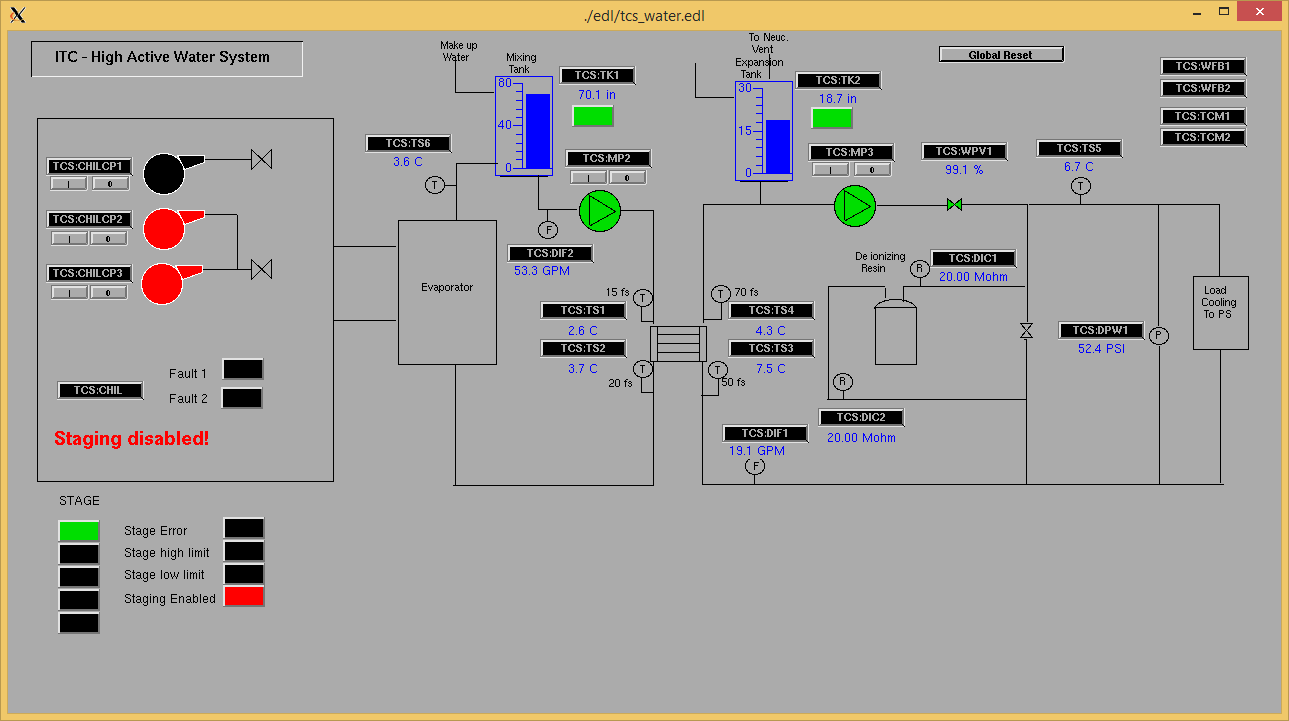 ./edl/tcs_water.edl
ITC - High Active Water System
Make up
Water
Mixing
Tank
80
40
0
TCS:TK1
70.1 in
To Neuc.
Vent
Expansion
Tank
30
15
0
TCS:TK2
18.7 in
Global Reset
TCS:WFB1
TCS:WFB2
TCS:TCM1
TCS:TCM2
TCS:CHILCP1
I 0
TCS:CHILCP2
I 0
TCS:CHILCP3
I 0
TCS:TS6
3.6 C
T
TCS:MP2
I 0
F
TCS:DIF2
53.3 GPM
TCS:MP3
I 0
TCS:WPV1
99.1 %
TCS:TS5
6.7 C
T
Evaporator
De ionizing
Resin
R
TCS:DIC1
20.00 Mohm
15 fs
T
T
70 fs
TCS:TS1
2.6 C
TCS:TS2
3.7 C
TCS:TS4
4.3 C
TCS:TS3
7.5 C
20 fs
T
T
50 fs
Load
Cooling
To PS
TCS:DPW1
52.4 PSI
P
R
TCS:DIC2
20.00 Mohm
TCS:DIF1
19.1 GPM
F
Fault 1
Fault 2
TCS:CHIL
Staging disabled!
STAGE
Stage Error
Stage high limit
Stage low limit
Staging Enabled